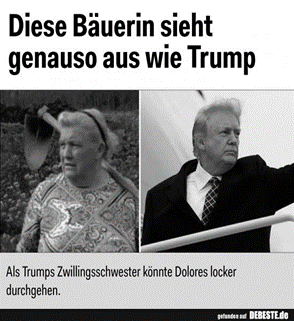 Diese Bäuerin sieht
genauso aus wie Trump
Als Trumps Zwillingsschwester könnte Dolores locker
durchgehen.
gefunden auf DEBESTE.de